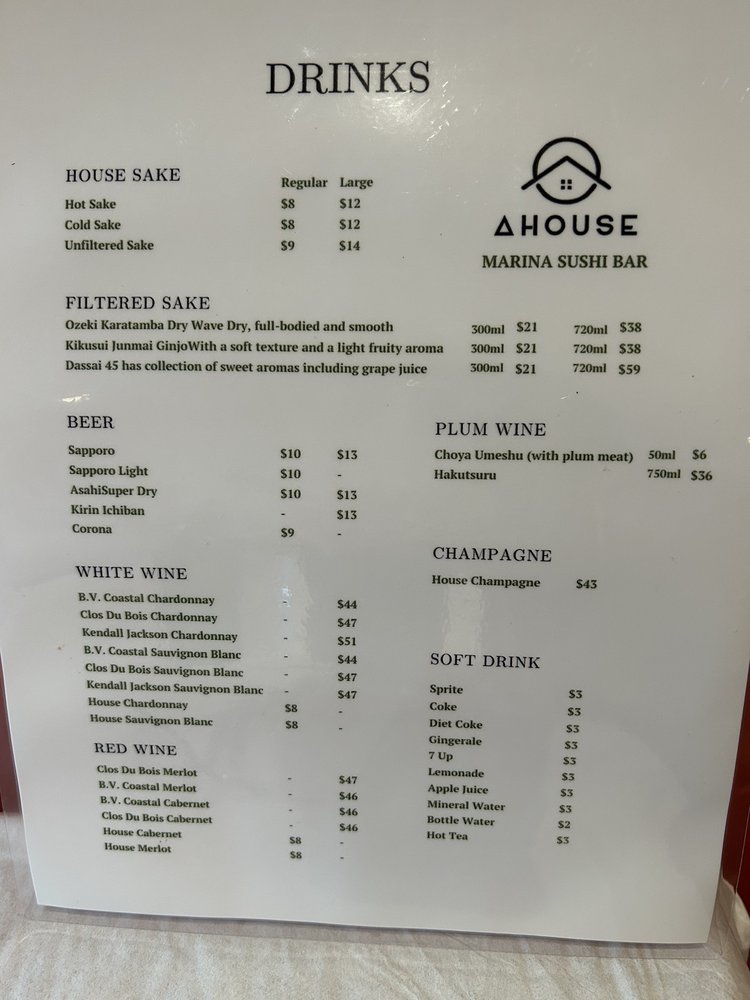 DRINKS
HOUSE SAKE
Regular Large
Hot Sake $8 $12
Cold Sake $8 $12
Unfiltered Sake $9 $14
AHOUSE
MARINA SUSHI BAR
FILTERED SAKE
Ozeki Karatamba Dry Wave Dry, full-bodied and smooth 300ml $21 720ml $38
Kikusui Junmai GinjoWith a soft texture and a light fruity aroma 300ml $21 720ml $38
Dassai 45 has collection of sweet aromas including grape juice 300ml $21 720ml $59
BEER
Sapporo $10 $13
Sapporo Light $10 -
AsahiSuper Dry $10 $13
Kirin Ichiban - $13
Corona $9 -
PLUM WINE
Choya Umeshu (with plum meat) 50ml $6
Hakutsuru 750ml $36
CHAMPAGNE
House Champagne $43
WHITE WINE
B.V. Coastal Chardonnay - $44
Clos Du Bois Chardonnay - $47
Kendall Jackson Chardonnay - $51
B.V. Coastal Sauvignon Blanc - $44
Clos Du Bois Sauvignon Blanc - $47
Kendall Jackson Sauvignon Blanc - $47
House Chardonnay $8 -
House Sauvignon Blanc $8 -
RED WINE
Clos Du Bois Merlot - $47
B.V. Coastal Merlot - $46
B.V. Coastal Cabernet - $46
Clos Du Bois Cabernet - $46
House Cabernet $8 -
House Merlot $8 -
SOFT DRINK
Sprite $3
Coke $3
Diet Coke $3
Gingerale $3
7 Up $3
Lemonade $3
Apple Juice $3
Mineral Water $3
Bottle Water $2
Hot Tea $3